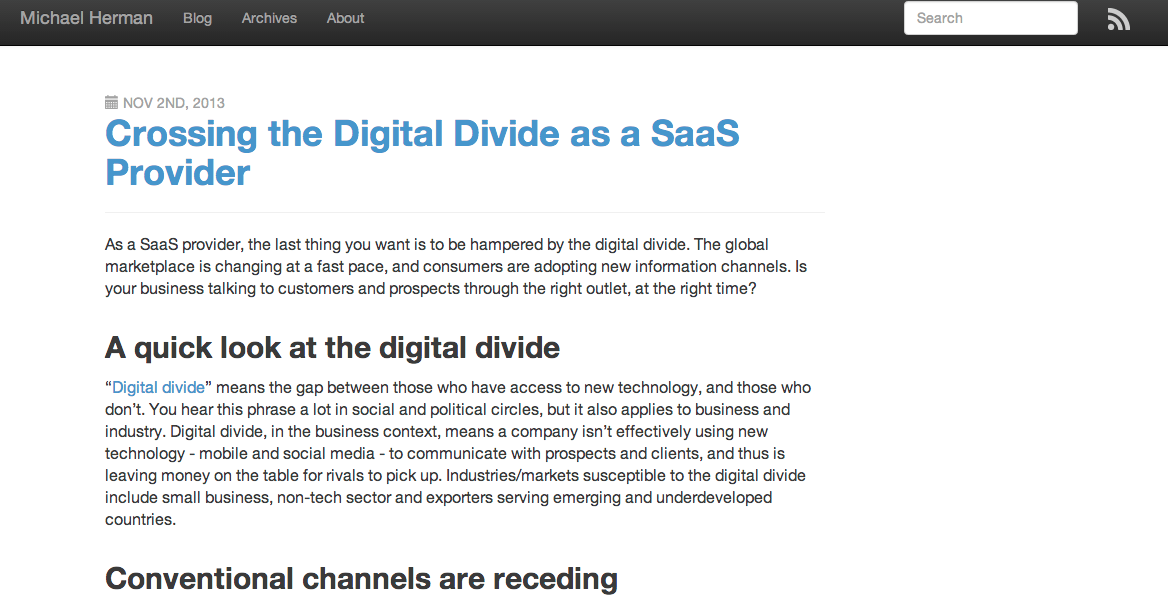 Michael Herman Blog Archives About Search
NOV 2ND, 2013
Crossing the Digital Divide as a SaaS
Provider
As a SaaS provider, the last thing you want is to be hampered by the digital divide. The global
marketplace is changing at a fast pace, and consumers are adopting new information channels. Is
your business talking to customers and prospects through the right outlet, at the right time?
A quick look at the digital divide
“Digital divide” means the gap between those who have access to new technology, and those who
don’t. You hear this phrase a lot in social and political circles, but it also applies to business and
industry. Digital divide, in the business context, means a company isn’t effectively using new
technology - mobile and social media - to communicate with prospects and clients, and thus is
leaving money on the table for rivals to pick up. Industries/markets susceptible to the digital divide
include small business, non-tech sector and exporters serving emerging and underdeveloped
countries.
Conventional channels are receding